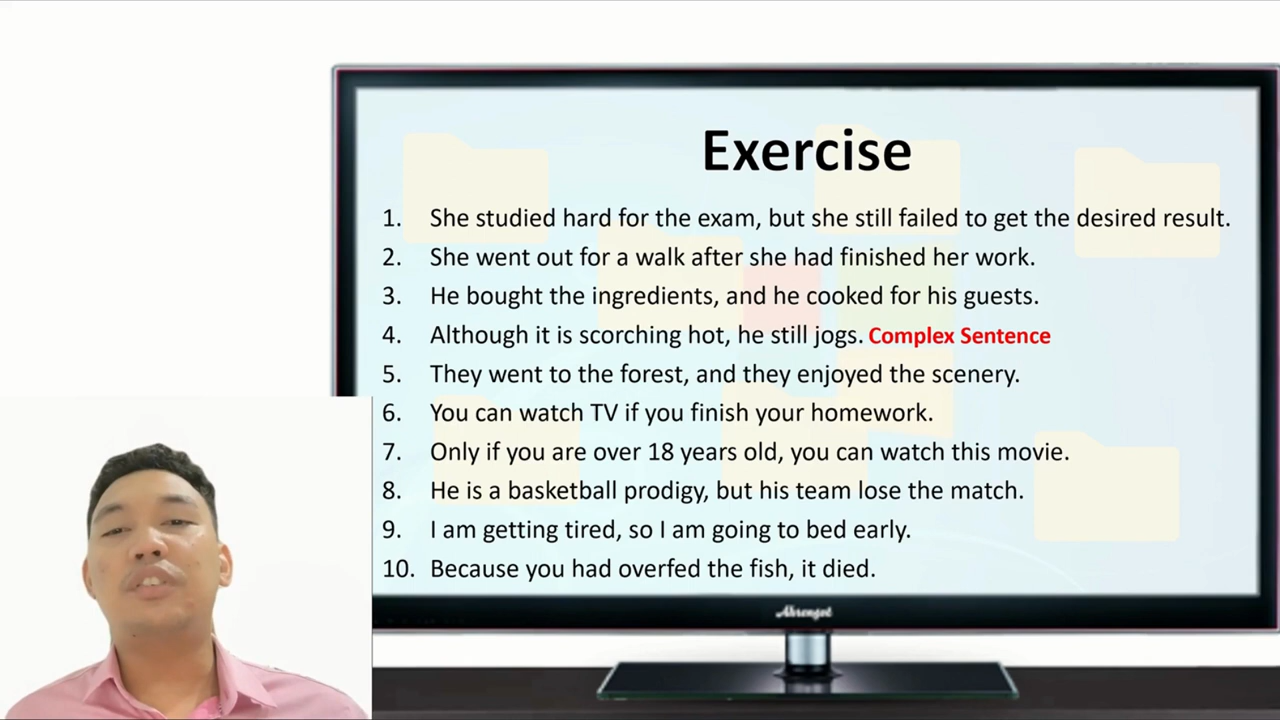 Exercise
1. She studied hard for the exam, but she still failed to get the desired result.
2. She went out for a walk after she had finished her work.
3. He bought the ingredients, and he cooked for his guests.
4. Although it is scorching hot, he still jogs. Complex Sentence
5. They went to the forest, and they enjoyed the scenery.
6. You can watch TV if you finish your homework.
7. Only if you are over 18 years old, you can watch this movie.
8. He is a basketball prodigy, but his team lose the match.
9. I am getting tired, so I am going to bed early.
10. Because you had overfed the fish, it died.